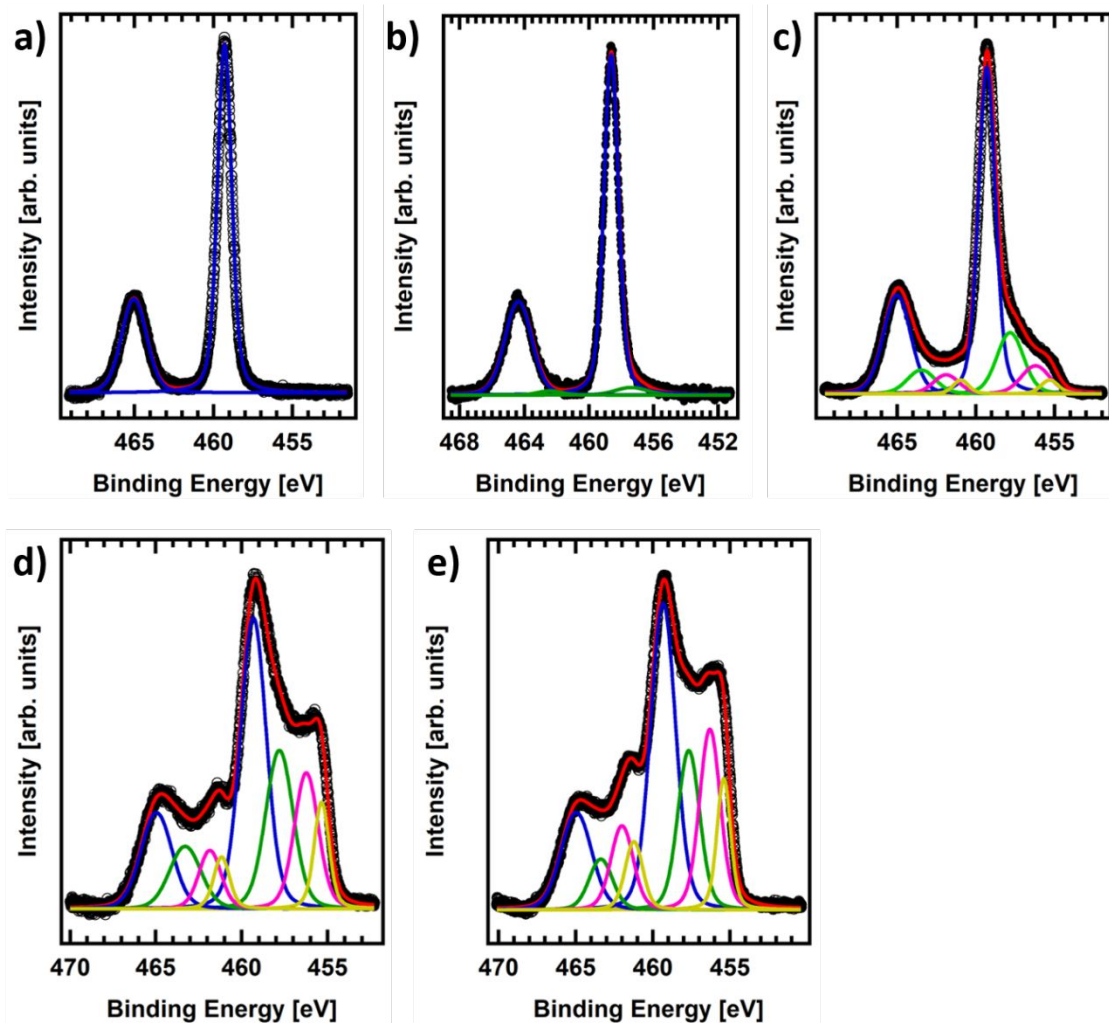 a)
Intensity [arb. units]
465 460 455
Binding Energy [eV]
b)
Intensity [arb. units]
468 464 460 456 452
Binding Energy [eV]
c)
Intensity [arb. units]
465 460 455
Binding Energy [eV]
d)
Intensity [arb. units]
470 465 460 455
Binding Energy [eV]
e)
Intensity [arb. units]
470 465 460 455
Binding Energy [eV]